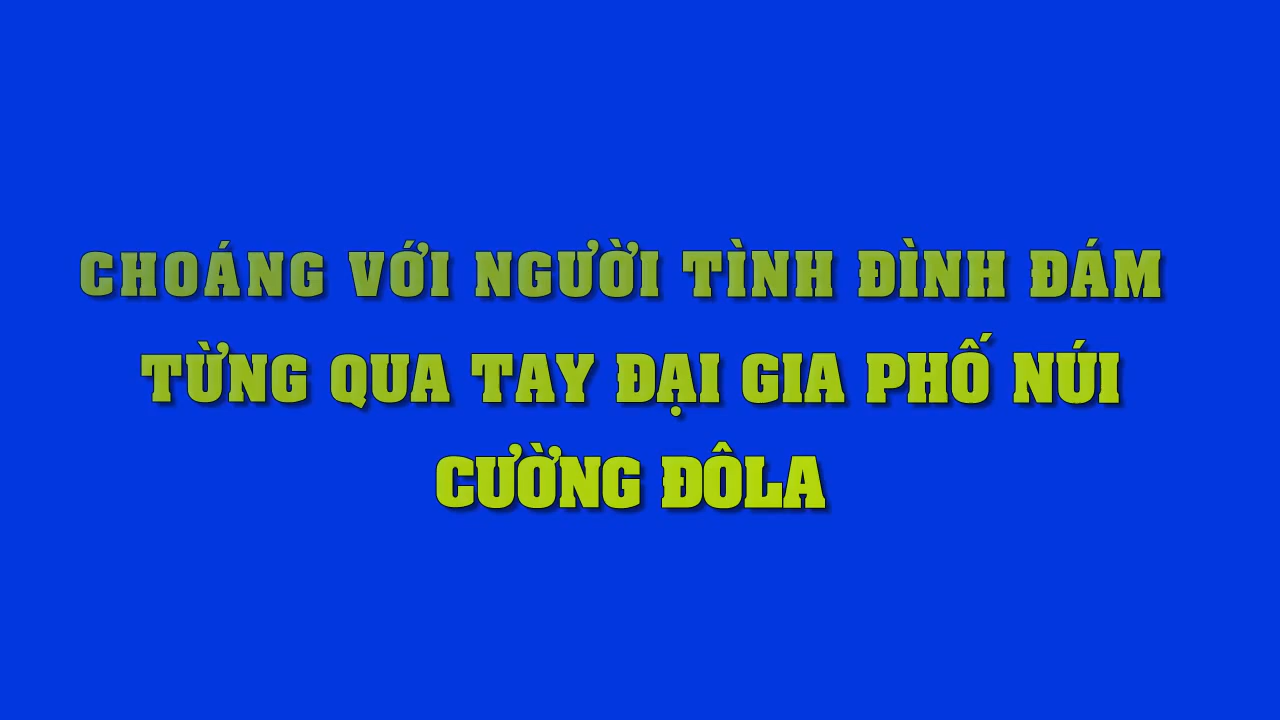 CHOÁNG VỚI NGƯỜI TÌNH ĐÌNH ĐÁM
TỪNG QUA TAY ĐẠI GIA PHỐ NÚI
CƯỜNG ĐÔLA